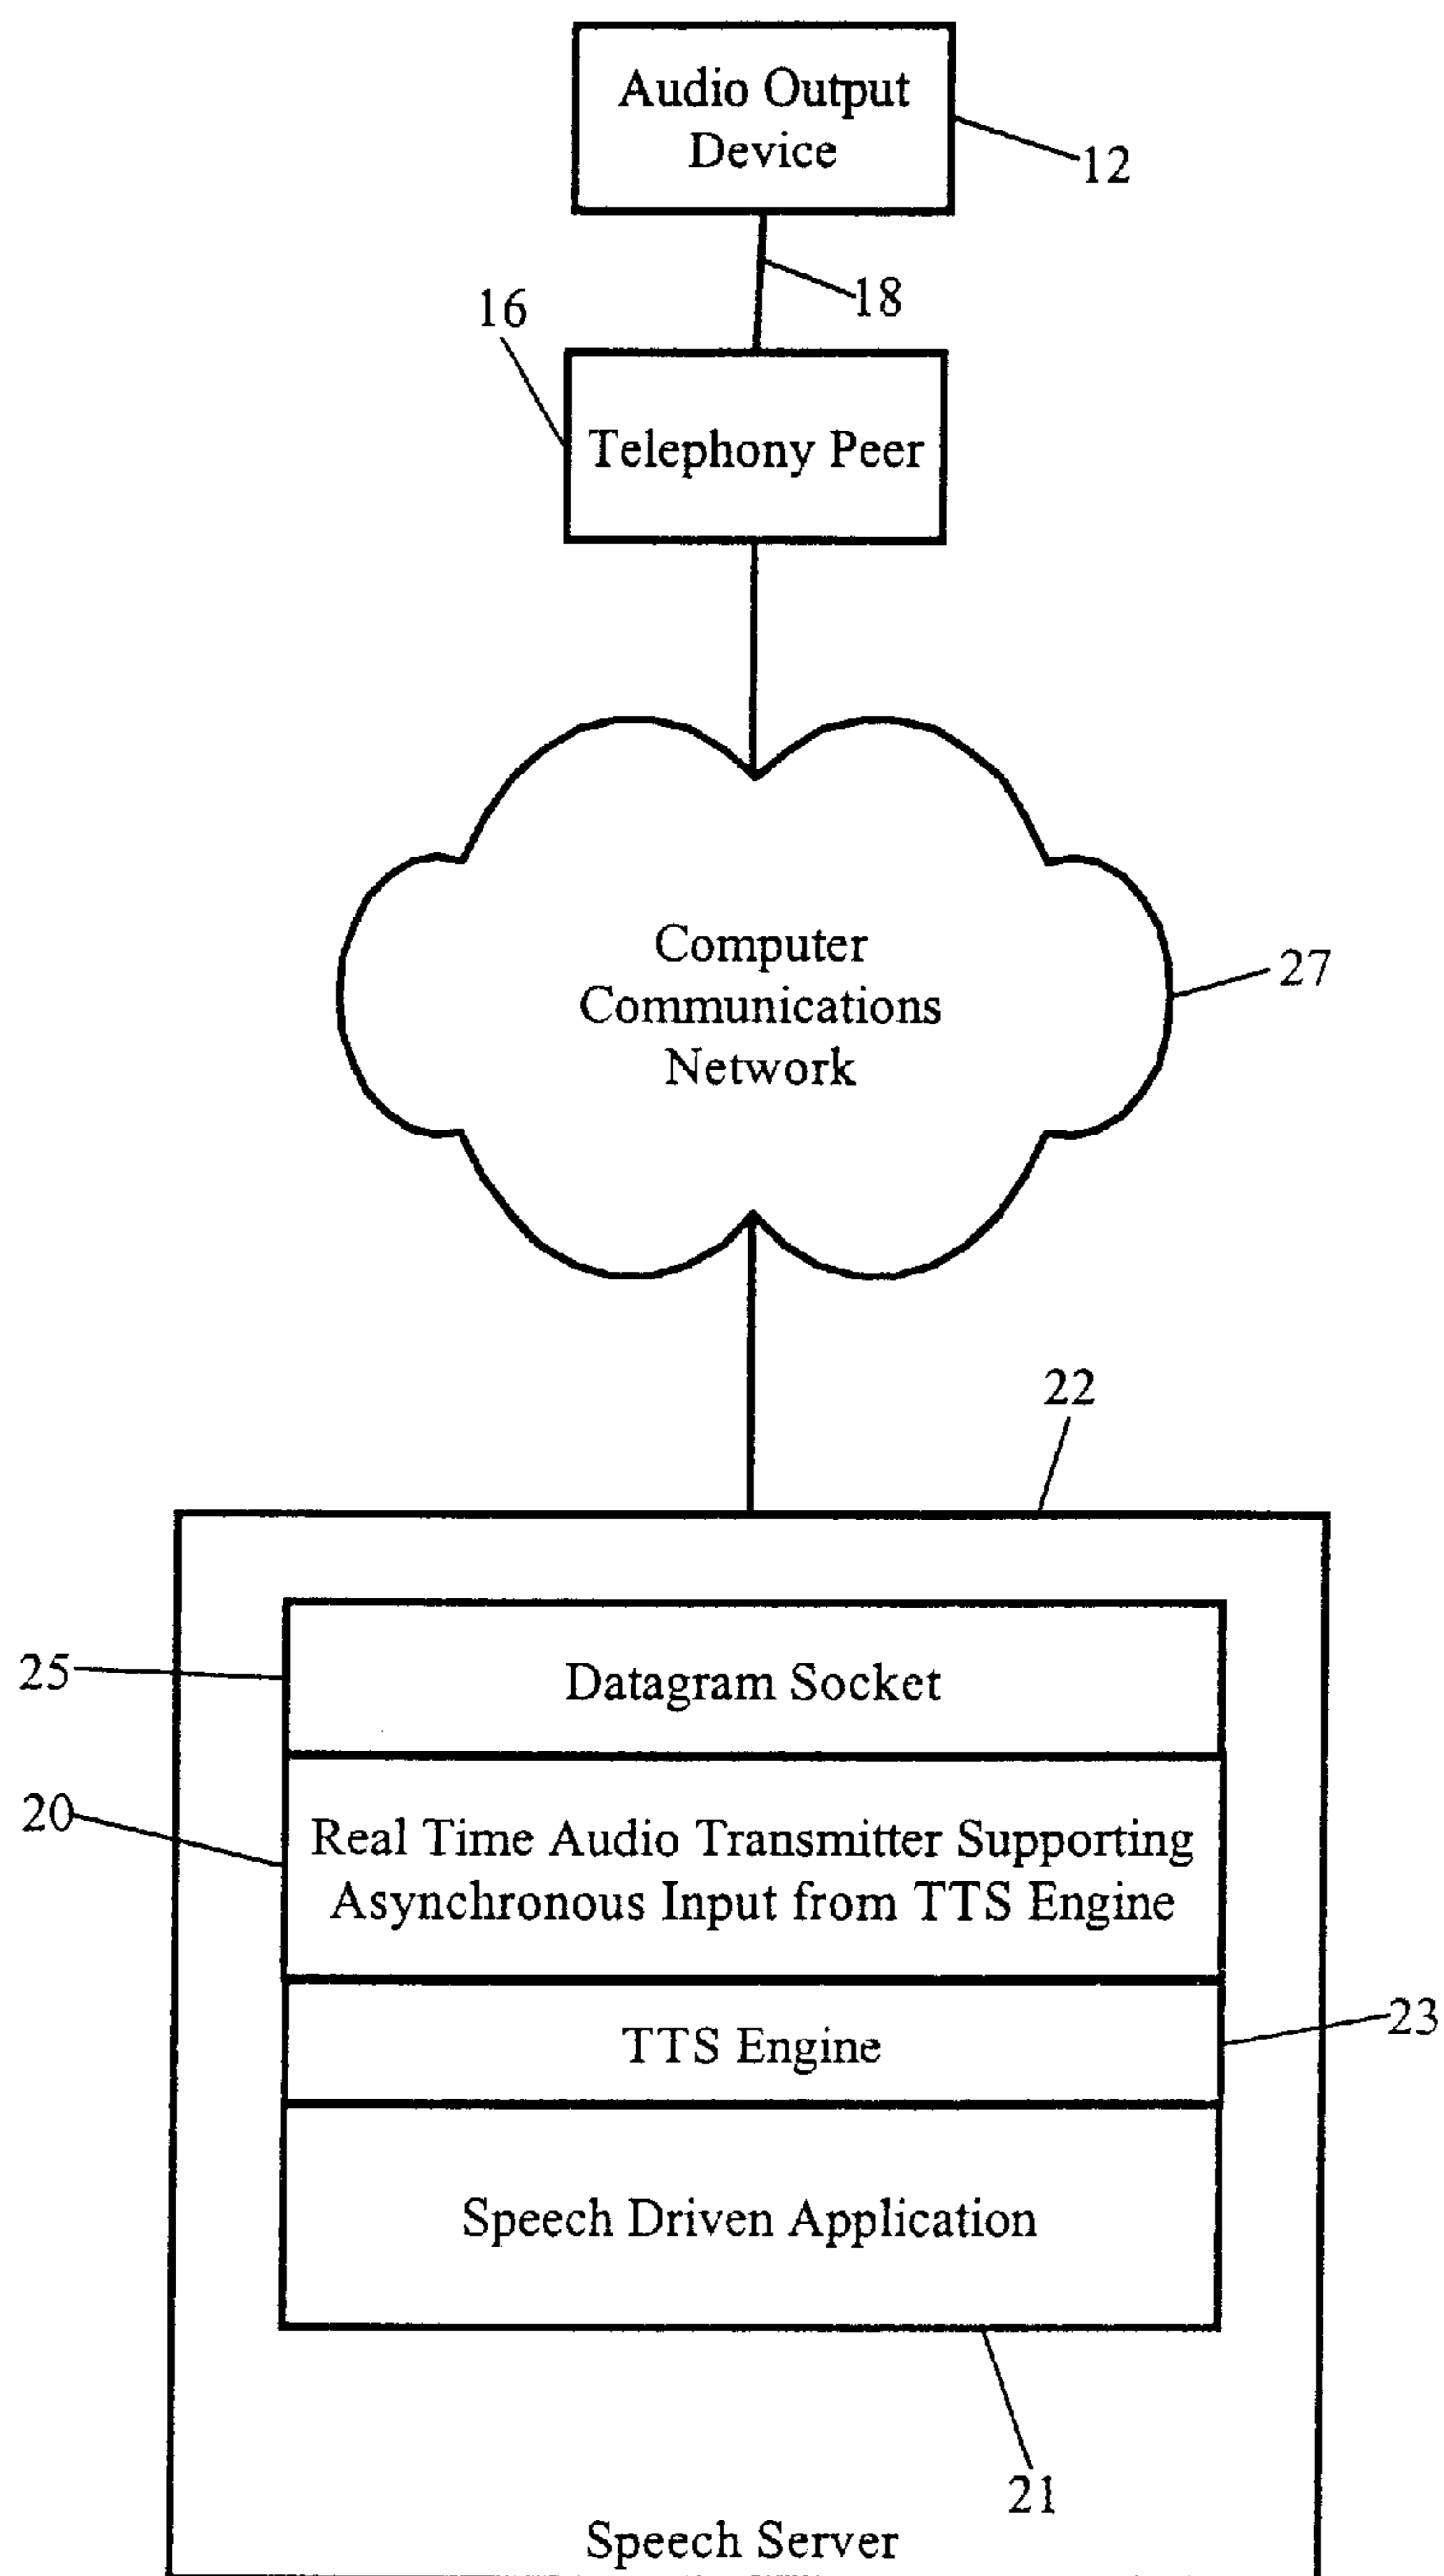 Audio Output
Device
12
18
16
Telephony Peer
Computer
Communications
Network
27
22
25
Datagram Socket
20
Real Time Audio Transmitter Supporting
Asynchronous Input from TTS Engine
TTS Engine
23
Speech Driven Application
21
Speech Server